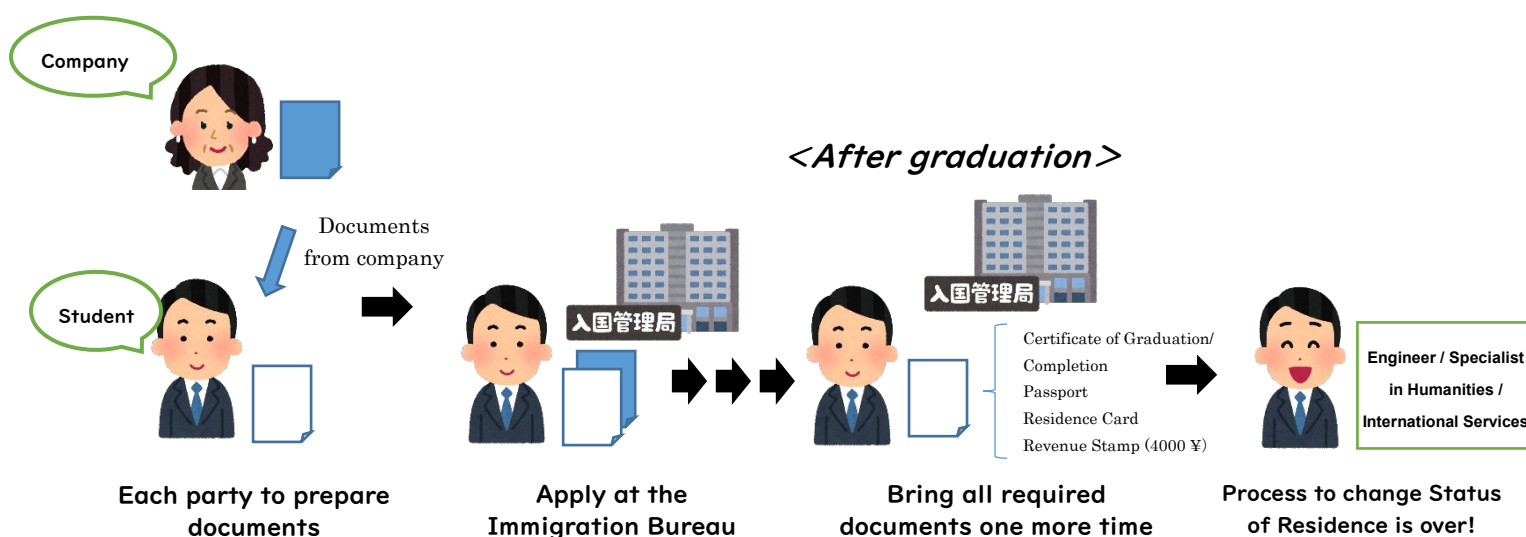 Company
Documents
from company
Student
Each party to prepare
documents
入国管理局
Apply at the
Immigration Bureau
＜After graduation＞
入国管理局
Certificate of Graduation/
Completion
Passport
Residence Card
Revenue Stamp (4000 ¥)
Bring all required
documents one more time
Engineer / Specialist
in Humanities /
International Services
Process to change Status
of Residence is over!